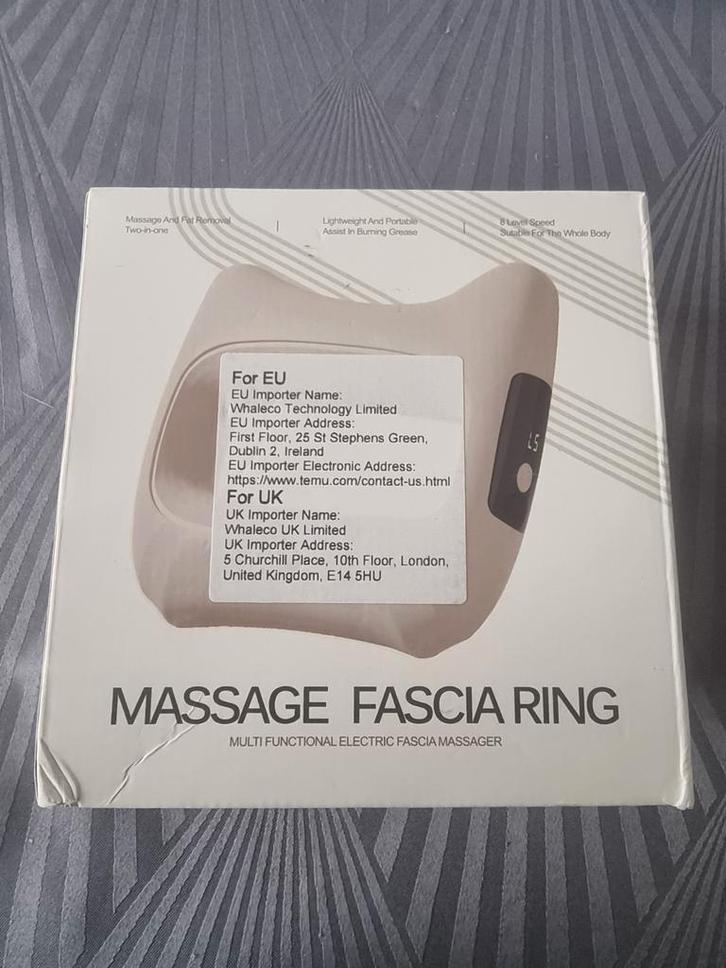 Massage And Fat Removal
Two-in-one
Lightweight And Portable
Assist In Burning Grease
8 Level Speed
Sutable For The Whole Body
For EU
EU Importer Name:
Whaleco Technology Limited
EU Importer Address:
First Floor, 25 St Stephens Green,
Dublin 2, Ireland
EU Importer Electronic Address:
https://www.temu.com/contact-us.html
For UK
UK Importer Name:
Whaleco UK Limited
UK Importer Address:
5 Churchill Place, 10th Floor, London,
United Kingdom, E14 5HU
MASSAGE FASCIA RING
MULTI FUNCTIONAL ELECTRIC FASCIA MASSAGER